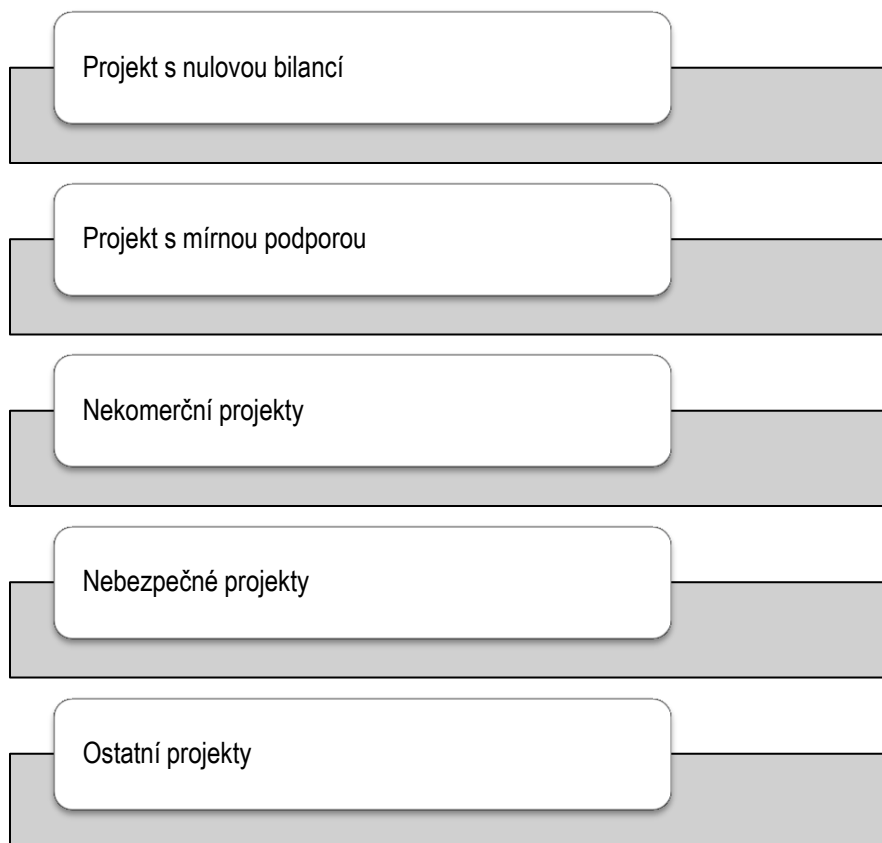 Projekt s nulovou bilancí
Projekt s mírnou podporou
Nekomerční projekty
Nebezpečné projekty
Ostatní projekty